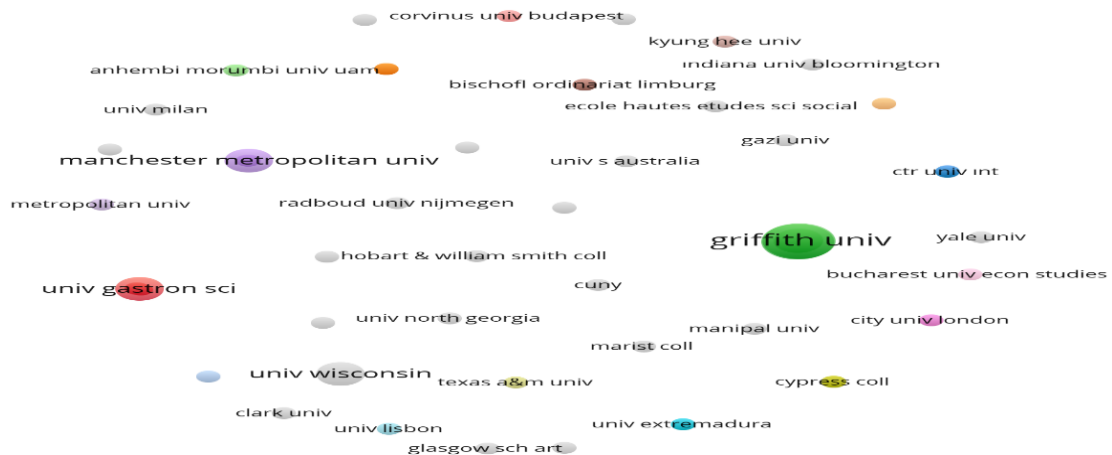 corvinus univ budapest
kyung hee univ
indiana univ bloomington
anhembi morumbi univ uam
bischofl ordinariat limburg
ecole hautes etudes sci social
univ milan
gazi univ
manchester metropolitan univ
univ s australia
ctr univ int
metropolitan univ
radboud univ nijmegen
griffith univ
yale univ
hobart & william smith coll
bucharest univ econ studies
univ gastron sci
cuny
univ north georgia
city univ london
manipal univ
marist coll
univ wisconsin
texas a&m univ
cypress coll
clark univ
univ lisbon
univ extremadura
glasgow sch art